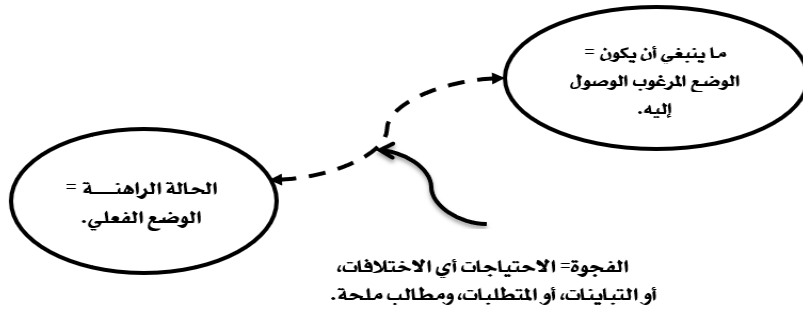 ما ينبغي أن يكون =
الوضع المرغوب الوصول
إليه.
الحالة الراهنـــة =
الوضع الفعلي.
الفجوة= الاحتياجات أي الاختلافات،
أو التباينات، أو المتطلبات، ومطالب ملحة.